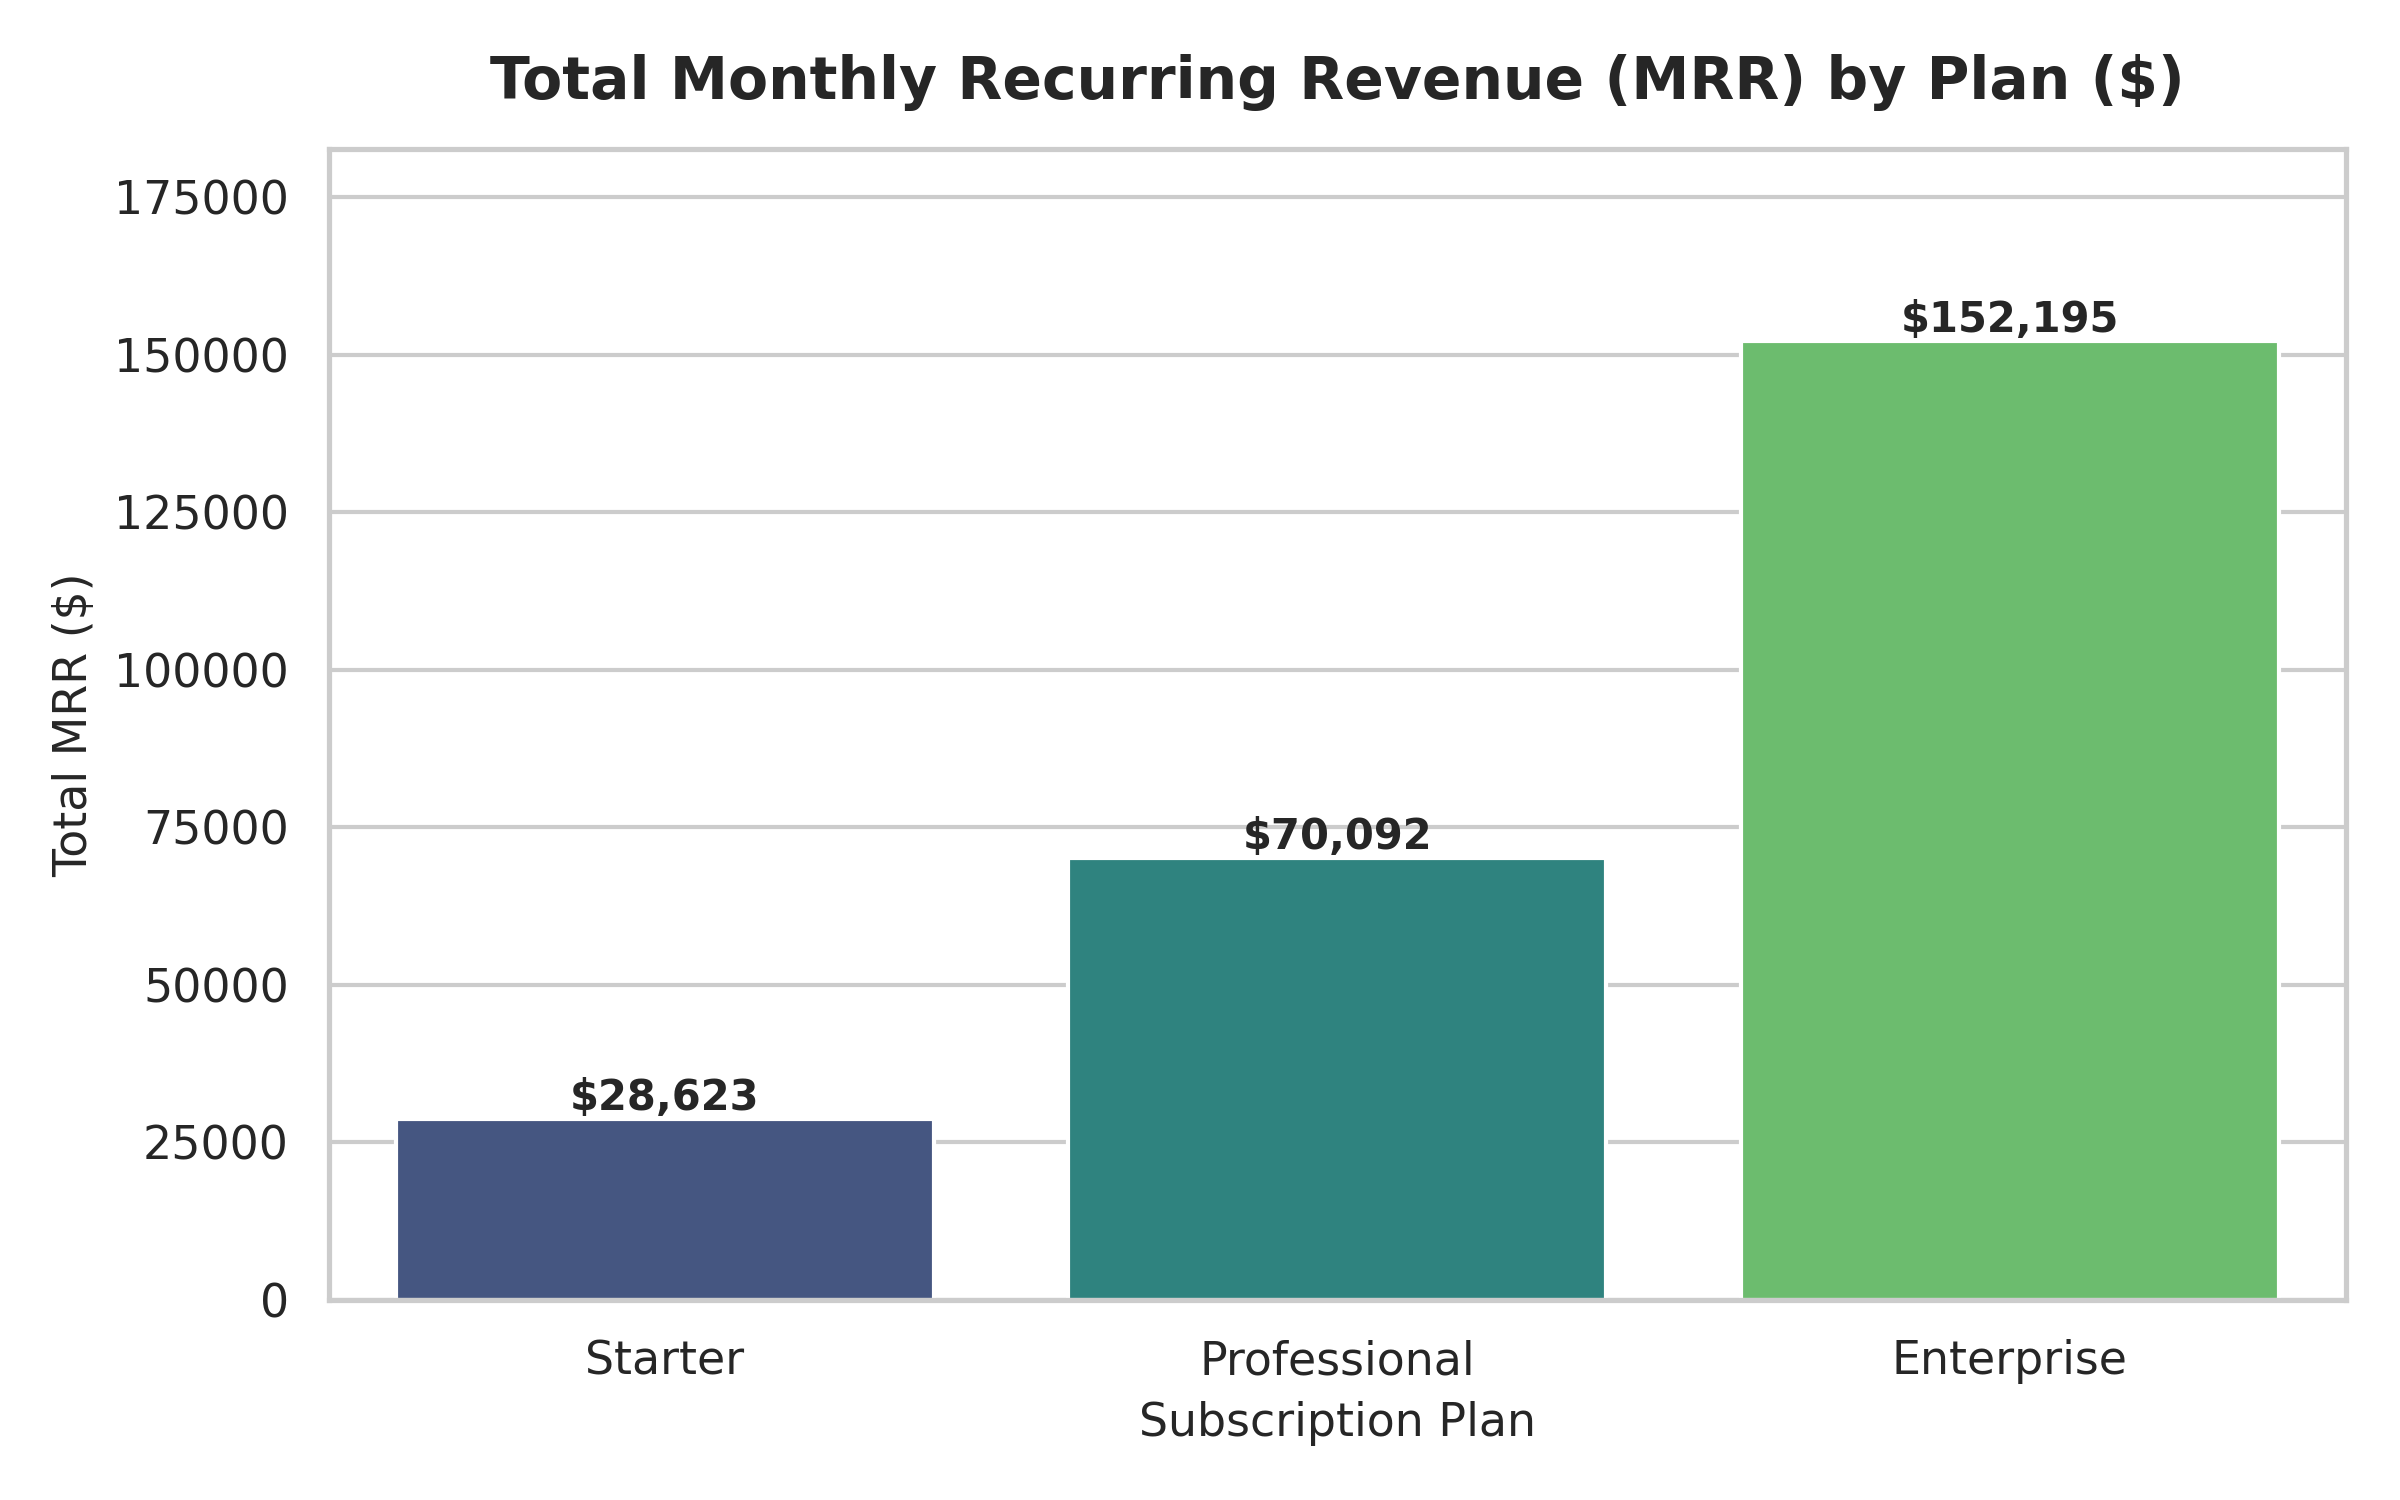 Total Monthly Recurring Revenue (MRR) by Plan ($)
Total MRR ($)
175000
150000
125000
100000
75000
50000
25000
0
$28,623
$70,092
$152,195
Starter
Professional
Enterprise
Subscription Plan